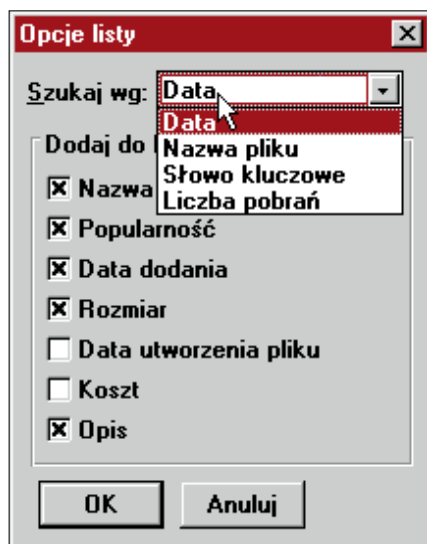 Opcje listy
Szukaj wg: Data
Data
Nazwa pliku
Słowo kluczowe
Liczba pobrań
Dodaj do
Nazwa
Popularność
Data dodania
Rozmiar
Data utworzenia pliku
Koszt
Opis
OK Anuluj